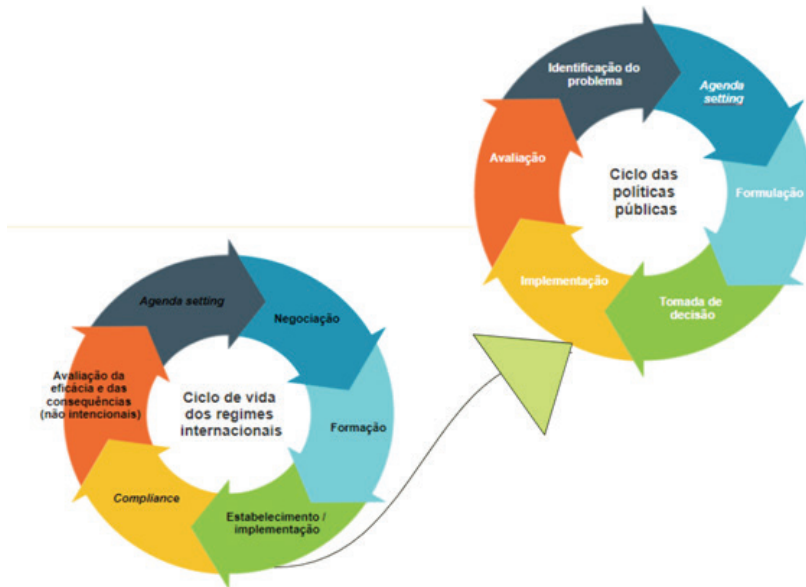 Identificação do
problema
Agenda
setting
Formulação
Tomada de
decisão
Implementação
Avaliação
Ciclo das
políticas
públicas
Agenda setting
Negociação
Formação
Estabelecimento /
implementação
Compliance
Avaliação da
eficácia e das
consequências
(não intencionais)
Ciclo de vida
dos regimes
internacionais